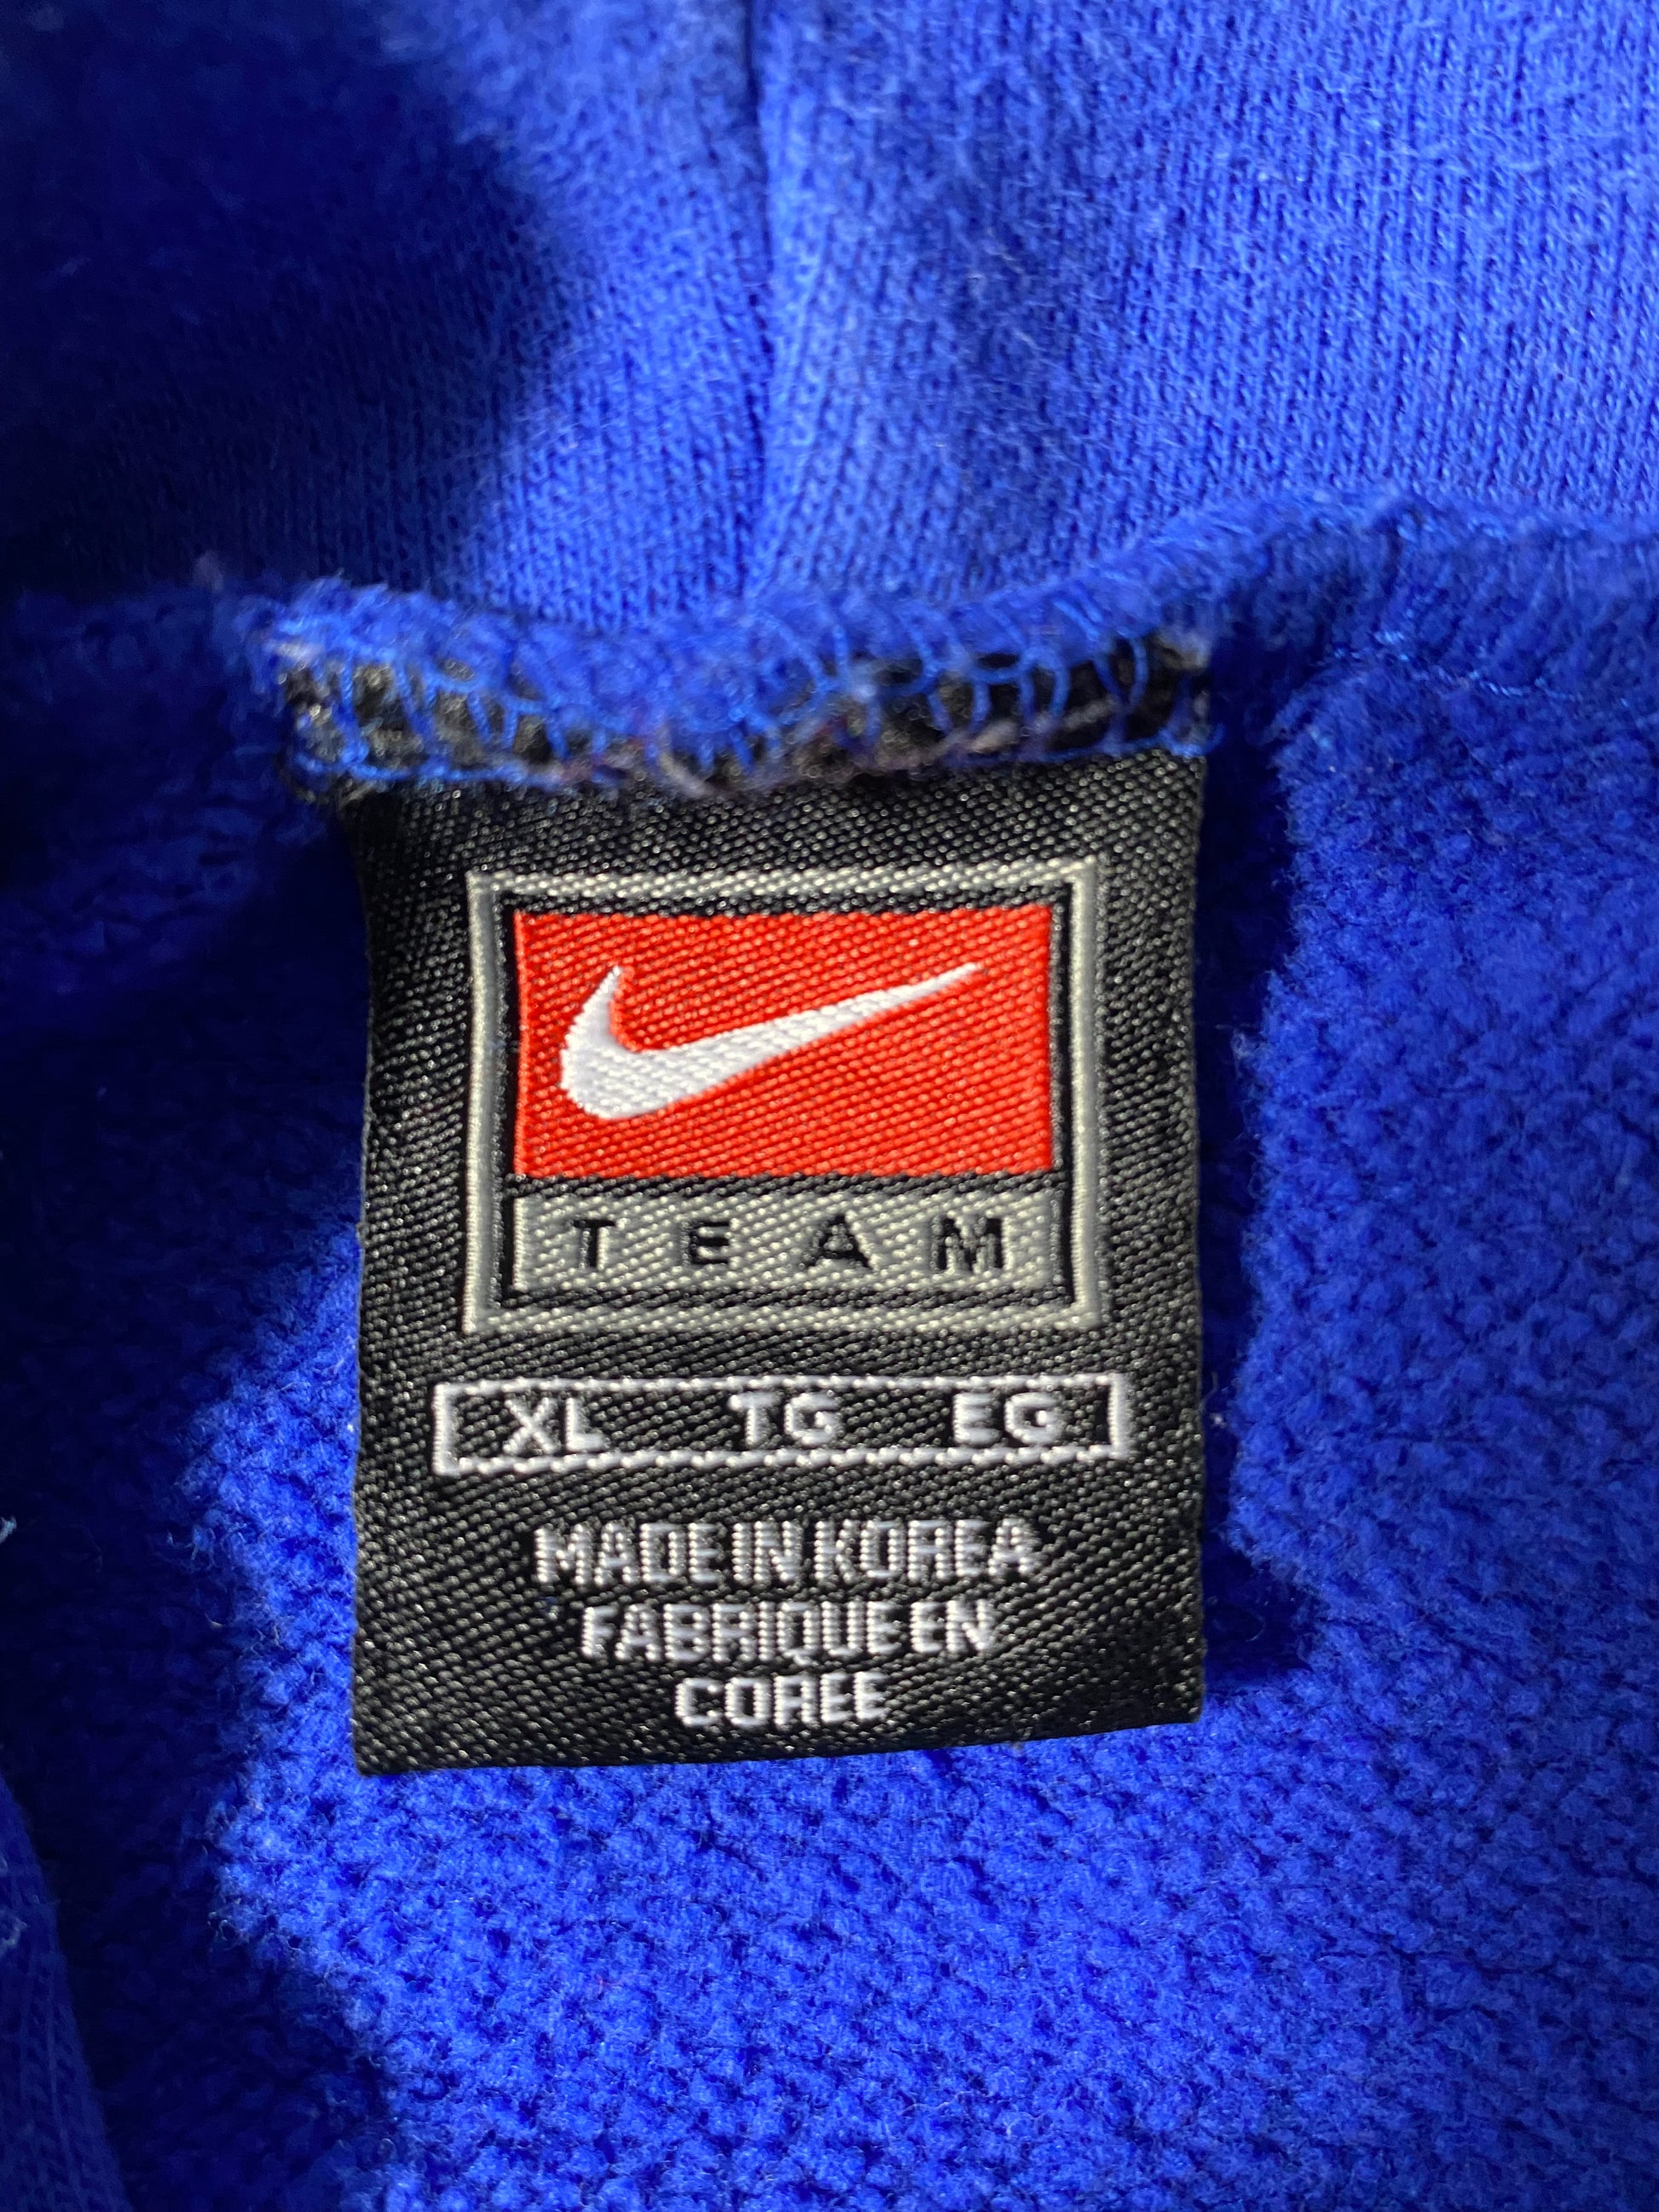 TEAM
XL TG EG
MADE IN KOREA
FABRIQUE EN
COREE